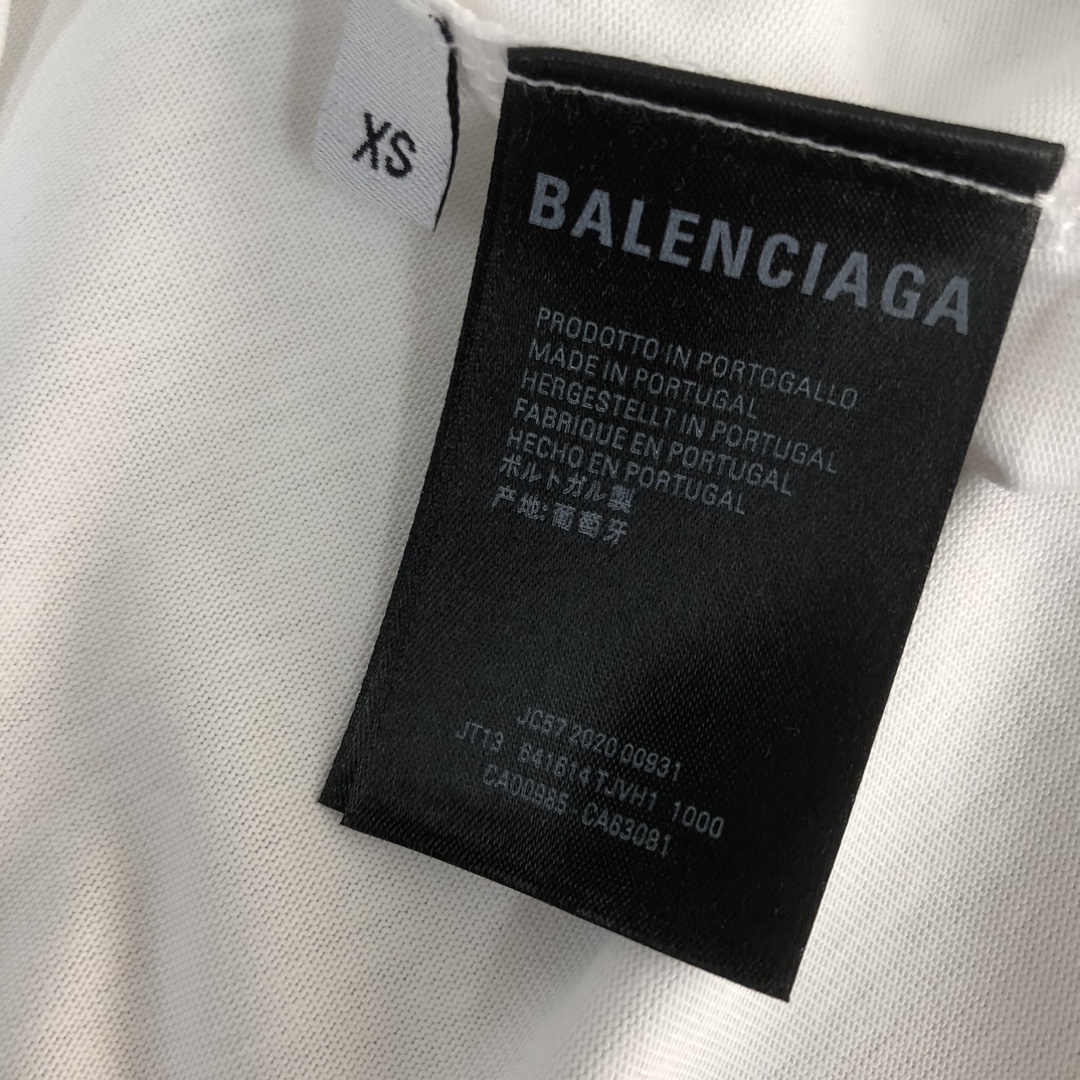 XS
BALENCIAGA
PRODOTTO IN PORTOGALLO
MADE IN PORTUGAL
HERGESTELLT IN PORTUGAL
FABRIQUE EN PORTUGAL
HECHO EN PORTUGAL
ポルトガル製
产地:葡萄牙
JC57 2020 00931
JT13 641614 TJVH1 1000
CA00985 CA63081